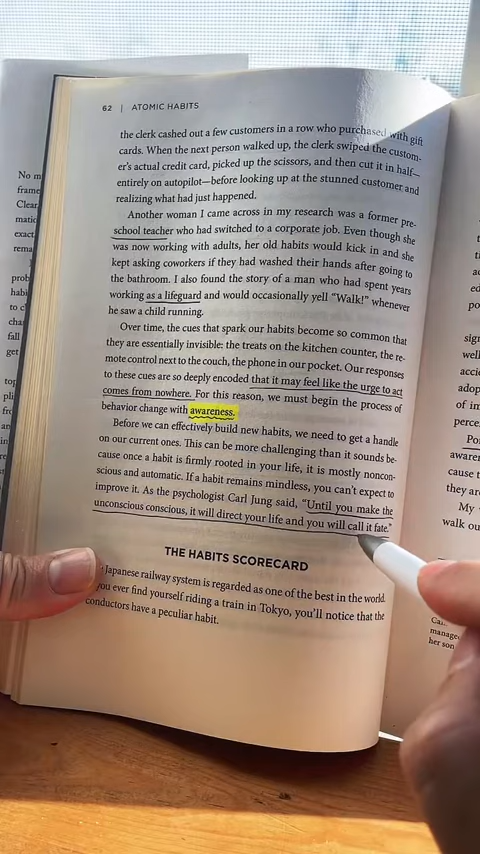 62 | ATOMIC HABITS
the clerk cashed out a few customers in a row who purchased with gift
cards. When the next person walked up, the clerk swiped the custom-
er's actual credit card, picked up the scissors, and then cut it in half—
entirely on autopilot—before looking up at the stunned customer and
realizing what had just happened.
Another woman I came across in my research was a former pre-
school teacher who had switched to a corporate job. Even though she
was now working with adults, her old habits would kick in and she
kept asking coworkers if they had washed their hands after going to
the bathroom. I also found the story of a man who had spent years
working as a lifeguard and would occasionally yell “Walk!” whenever
he saw a child running.
Over time, the cues that spark our habits become so common that
they are essentially invisible: the treats on the kitchen counter, the re-
mote control next to the couch, the phone in our pocket. Our responses
to these cues are so deeply encoded that it may feel like the urge to act
comes from nowhere. For this reason, we must begin the process of
behavior change with awareness.
Before we can effectively build new habits, we need to get a handle
on our current ones. This can be more challenging than it sounds be-
cause once a habit is firmly rooted in your life, it is mostly noncon-
scious and automatic. If a habit remains mindless, you can't expect to
improve it. As the psychologist Carl Jung said, “Until you make the
unconscious conscious, it will direct your life and you will call it fate.”
THE HABITS SCORECARD
Japanese railway system is regarded as one of the best in the world.
you ever find yourself riding a train in Tokyo, you'll notice that the
conductors have a peculiar habit.